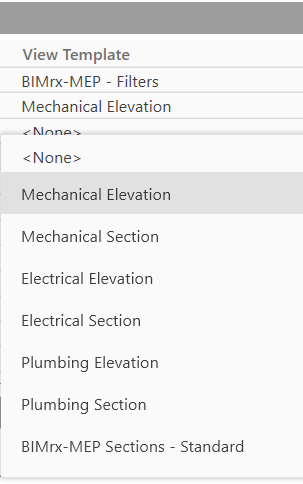 View Template
BIMrx-MEP - Filters
Mechanical Elevation
<None>
<None>
Mechanical Elevation
Mechanical Section
Electrical Elevation
Electrical Section
Plumbing Elevation
Plumbing Section
BIMrx-MEP Sections - Standard